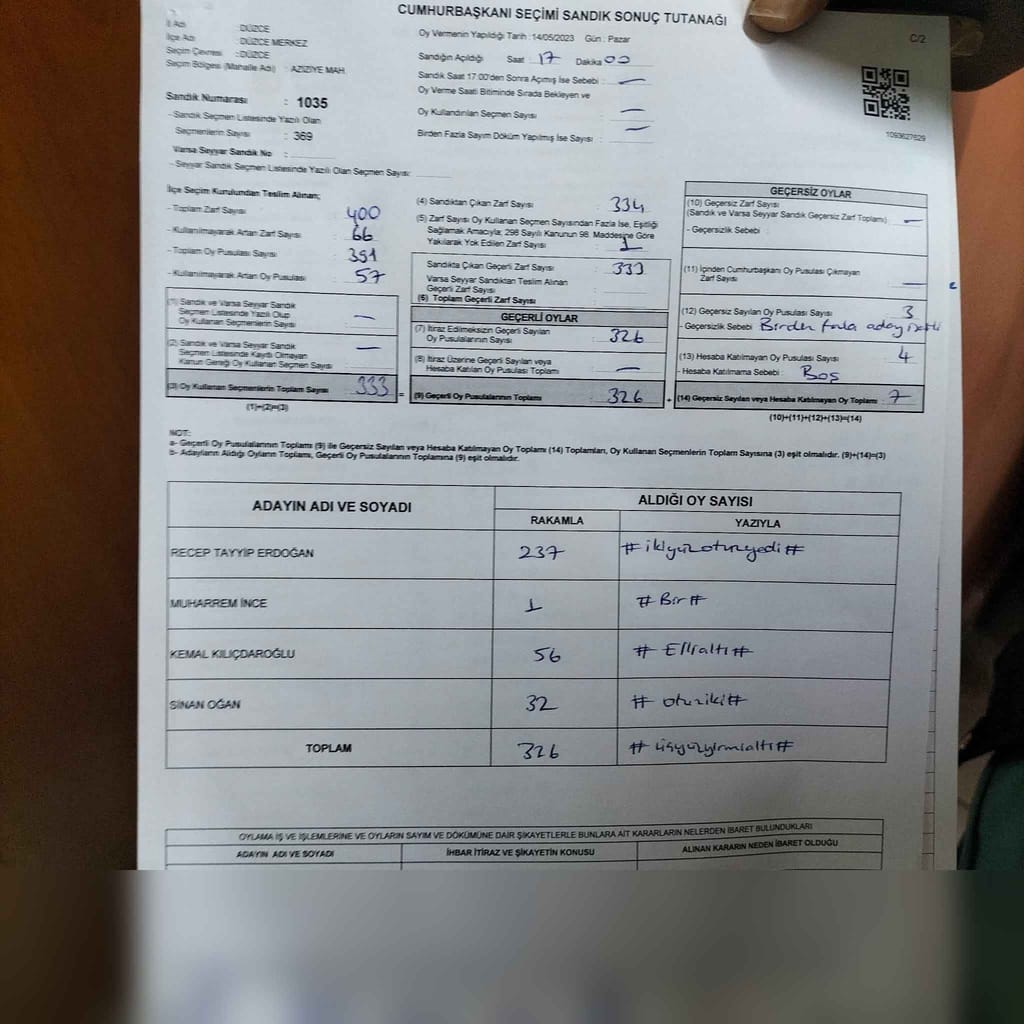 CUMHURBAŞKANI SEÇİMİ SANDIK SONUÇ TUTANAĞI
C/2
İl Adı : DÜZCE
İlçe Adı : DÜZCE MERKEZ
Seçim Çevresi : DÜZCE
Seçim Bölgesi (Mahalle Adı) : AZİZİYE MAH.
Oy Vermenin Yapıldığı Tarih : 14/05/2023 Gün : Pazar
Sandığın Açıldığı Saat : 17 Dakika 00
Sandık Saat 17.00'den Sonra Açımış İse Sebebi : —
Oy Verme Saati Bitiminde Sırada Bekleyen ve
Oy Kullandırılan Seçmen Sayısı : —
Birden Fazla Sayım Döküm Yapılmış İse Sayısı : —
1093627629
Sandık Numarası : 1035
- Sandık Seçmen Listesinde Yazılı Olan
Seçmenlerin Sayısı : 369
Varsa Seyyar Sandık No :
- Seyyar Sandık Seçmen Listesinde Yazılı Olan Seçmen Sayısı:
İlçe Seçim Kurulundan Teslim Alınan;
- Toplam Zarf Sayısı : 400
- Kullanılmayarak Artan Zarf Sayısı : 66
- Toplam Oy Pusulası Sayısı : 391
- Kullanılmayarak Artan Oy Pusulası : 57
(1) Sandık ve Varsa Seyyar Sandık
Seçmen Listesinde Yazılı Olup
Oy Kullanan Seçmenlerin Sayısı : —
(2) Sandık ve Varsa Seyyar Sandık
Seçmen Listesinde Kaydı Olmayan
Kanun Gereği Oy Kullanan Seçmen Sayısı : —
(3) Oy Kullanan Seçmenlerin Toplam Sayısı : 333 =
(1)+(2)=(3)
(4) Sandıktan Çıkan Zarf Sayısı : 334
(5) Zarf Sayısı Oy Kullanan Seçmen Sayısından Fazla İse, Eşitliği
Sağlamak Amacıyla; 298 Sayılı Kanunun 98. Maddesine Göre
Yakılarak Yok Edilen Zarf Sayısı : 1
Sandıkta Çıkan Geçerli Zarf Sayısı : 333
Varsa Seyyar Sandıktan Teslim Alınan
Geçerli Zarf Sayısı :
(6) Toplam Geçerli Zarf Sayısı :
GEÇERLİ OYLAR
(7) İtiraz Edilmeksizin Geçerli Sayılan
Oy Pusulalarının Sayısı : 326
(8) İtiraz Üzerine Geçerli Sayılan veya
Hesaba Katılan Oy Pusulası Toplamı : —
(9) Geçerli Oy Pusulalarının Toplamı : 326 +
GEÇERSİZ OYLAR
(10) Geçersiz Zarf Sayısı
(Sandık ve Varsa Seyyar Sandık Geçersiz Zarf Toplamı) : —
- Geçersizlik Sebebi :
(11) İçinden Cumhurbaşkanı Oy Pusulası Çıkmayan
Zarf Sayısı : —
(12) Geçersiz Sayılan Oy Pusulası Sayısı : 3
- Geçersizlik Sebebi : Birden fazla aday
(13) Hesaba Katılmayan Oy Pusulası Sayısı : 4
- Hesaba Katılmama Sebebi : Boş
(14) Geçersiz Sayılan veya Hesaba Katılmayan Oy Toplamı : 7
(10)+(11)+(12)+(13)=(14)
NOT:
a- Geçerli Oy Pusulalarının Toplamı (9) ile Geçersiz Sayılan veya Hesaba Katılmayan Oy Toplamı (14) Toplamları, Oy Kullanan Seçmenlerin Toplam Sayısına (3) eşit olmalıdır. (9)+(14)=(3)
b- Adayların Aldığı Oyların Toplamı, Geçerli Oy Pusulalarının Toplamına (9) eşit olmalıdır.
ADAYIN ADI VE SOYADI ALDIĞI OY SAYISI
RAKAMLA YAZIYLA
RECEP TAYYİP ERDOĞAN 237 #ikiyüzotuzyedi#
MUHARREM İNCE 1 #Bir#
KEMAL KILIÇDAROĞLU 56 #Ellialtı#
SİNAN OĞAN 32 #otuziki#
TOPLAM 326 #üçyüzyirmialtı#
OYLAMA İŞ VE İŞLEMLERİNE VE OYLARIN SAYIM VE DÖKÜMÜNE DAİR ŞİKAYETLERLE BUNLARA AİT KARARLARIN NELERDEN İBARET BULUNDUKLARI
ADAYIN ADI VE SOYADI İHBAR İTİRAZ VE ŞİKAYETİN KONUSU ALINAN KARARIN NEDEN İBARET OLDUĞU